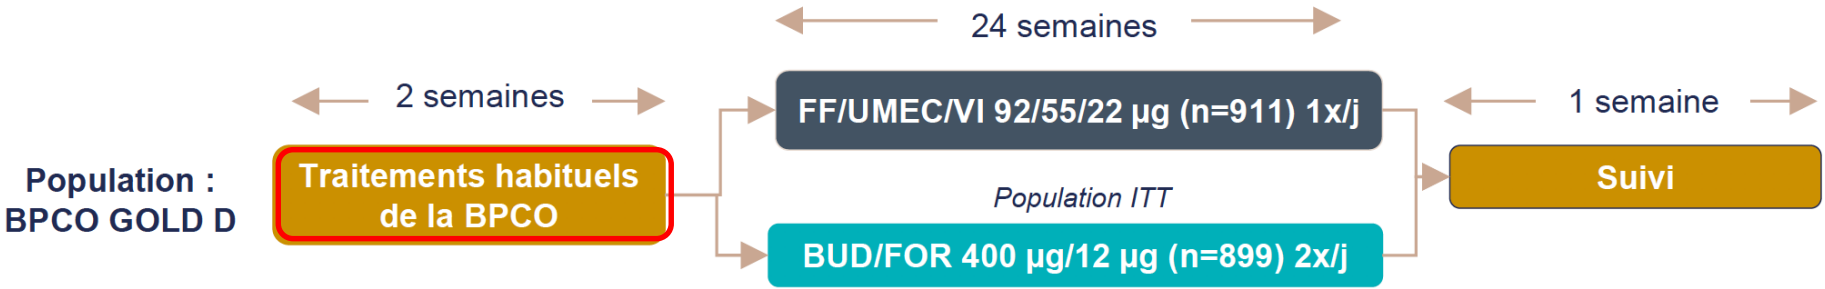 24 semaines
2 semaines
1 semaine
FF/UMEC/VI 92/55/22 µg (n=911) 1x/j
Population :
BPCO GOLD D
Traitements habituels
de la BPCO
Population ITT
Suivi
BUD/FOR 400 µg/12 µg (n=899) 2x/j